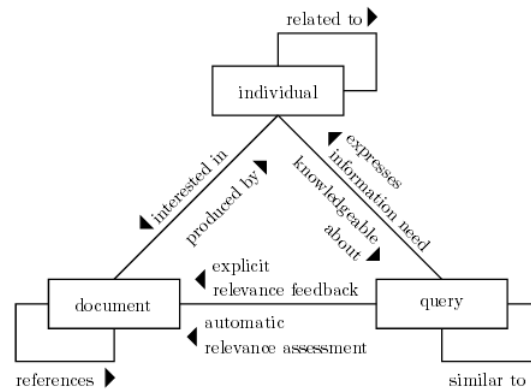 related to
individual
interested in
produced by
expresses
information need
knowledgeable
about
explicit
relevance feedback
document
query
automatic
relevance assessment
references
similar to